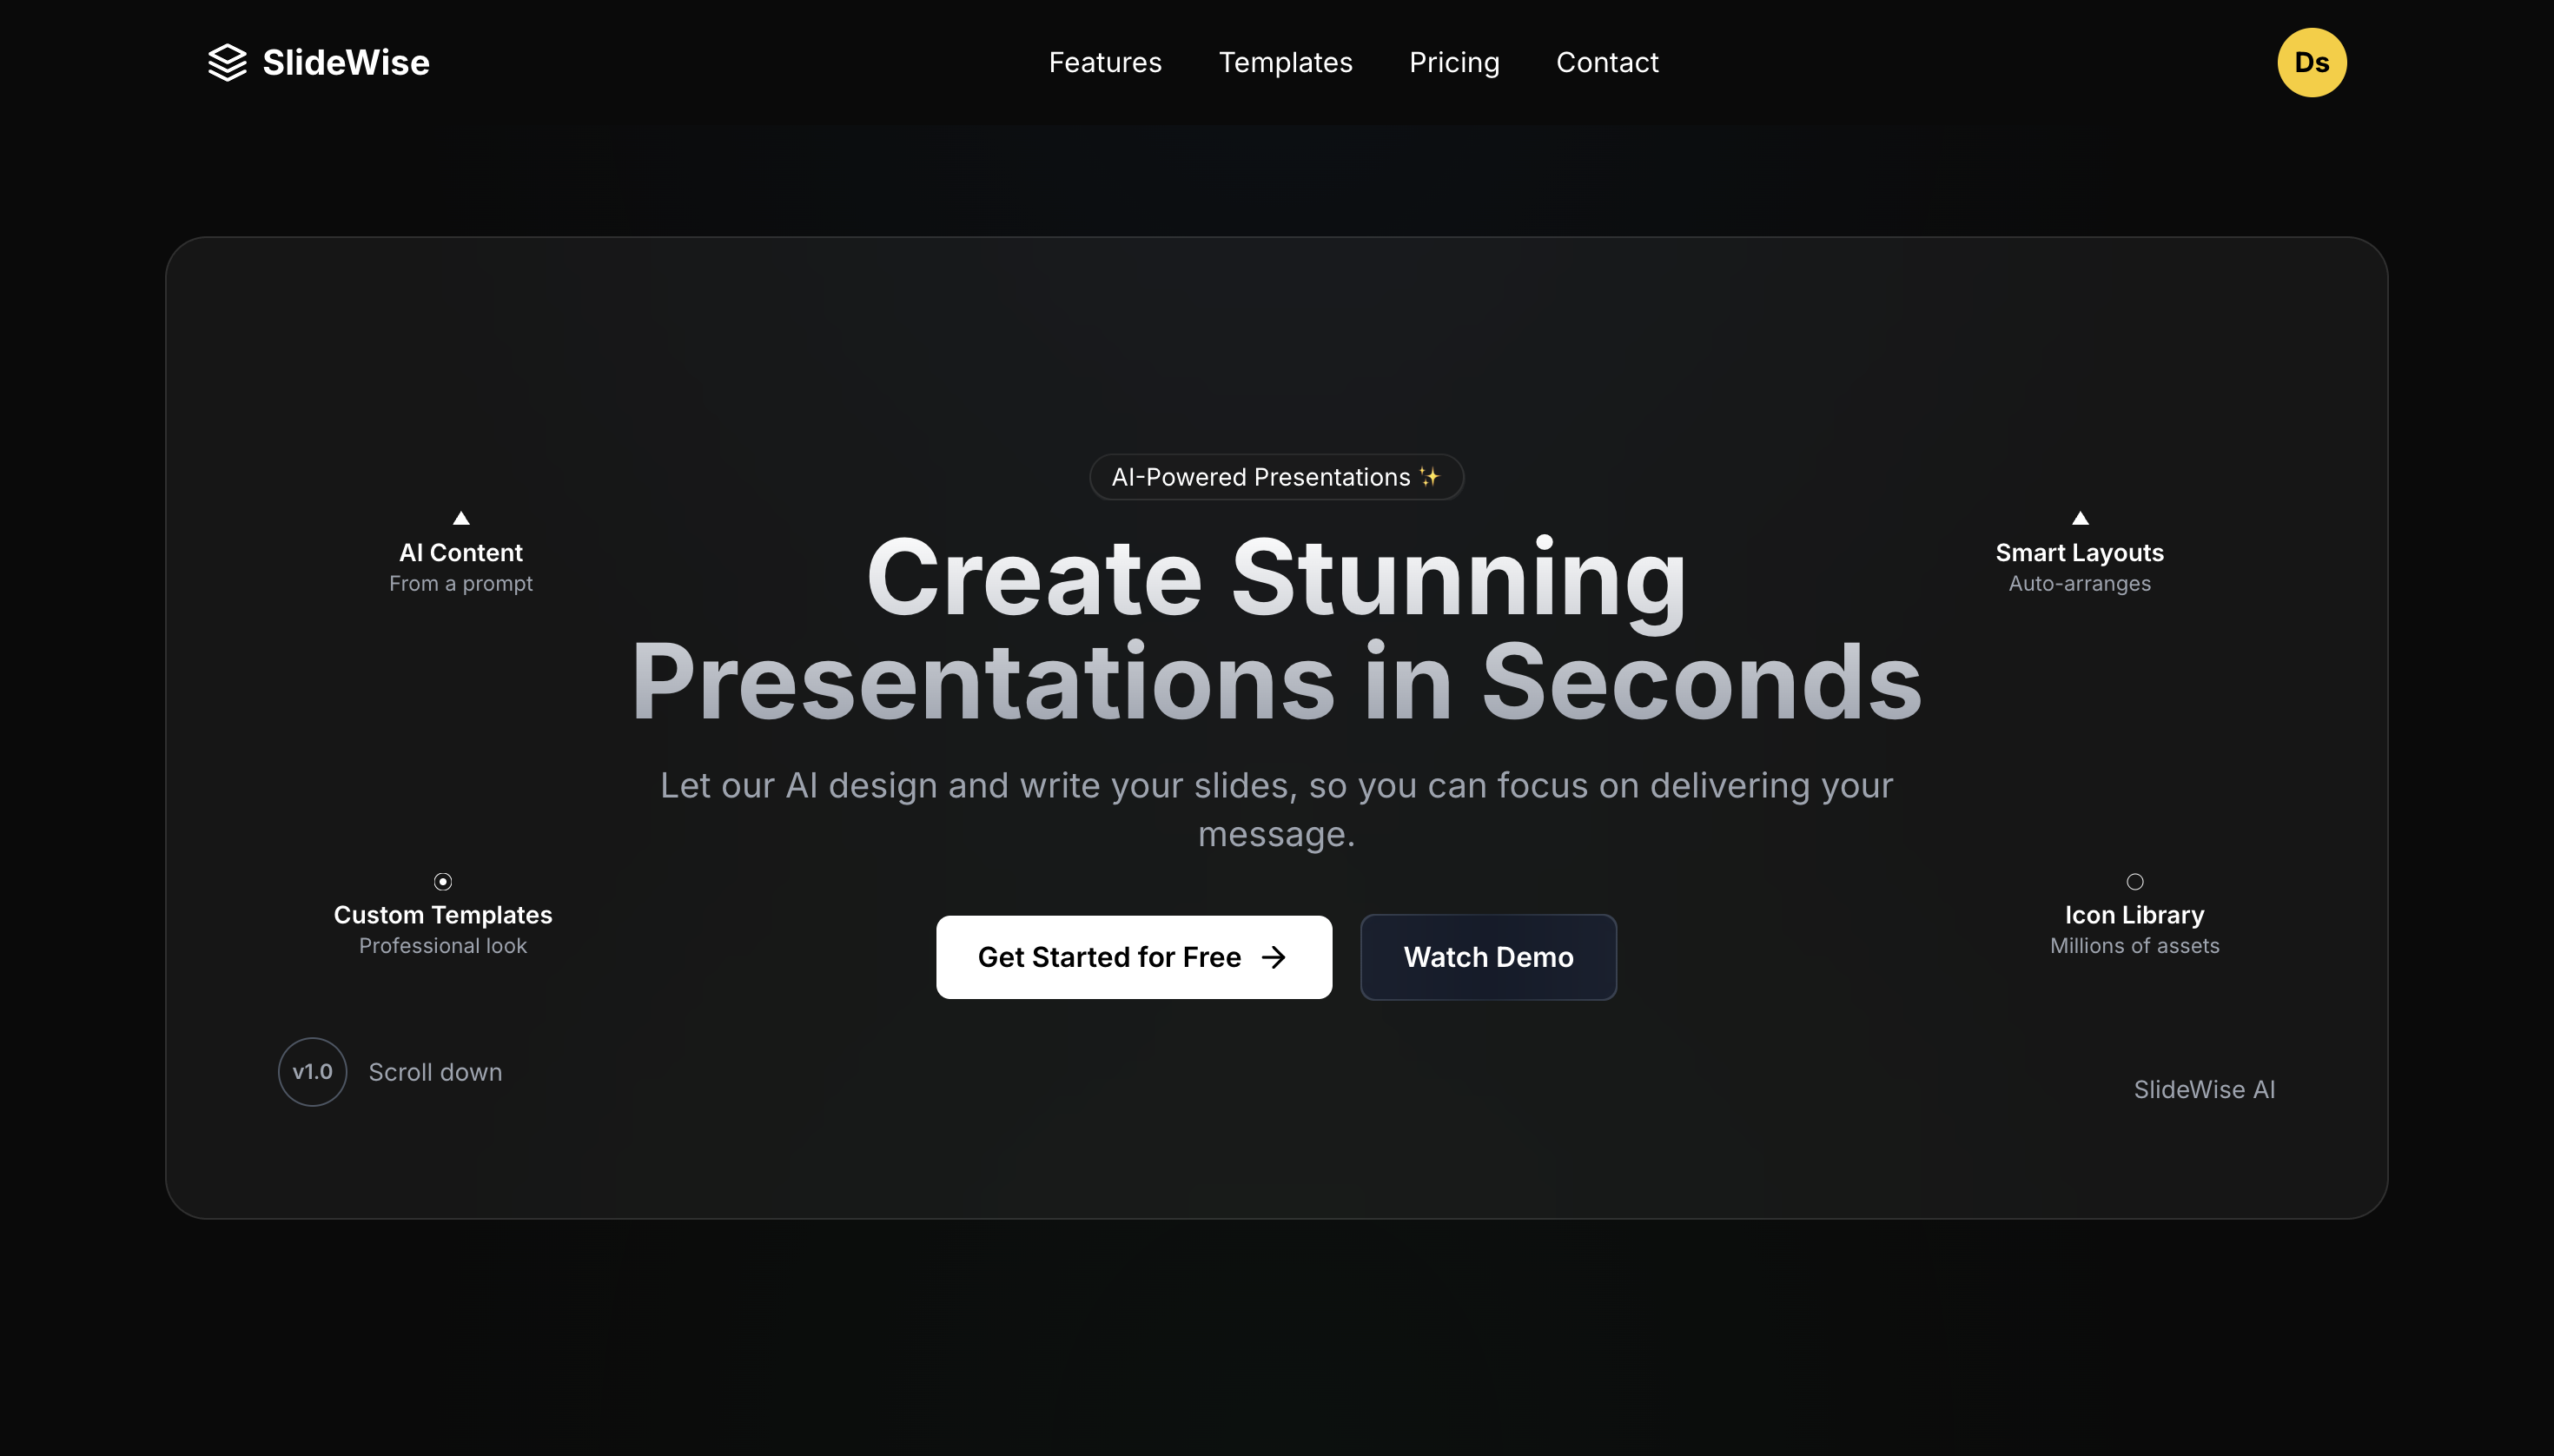 SlideWise
Features
Templates
Pricing
Contact
Ds
AI-Powered Presentations ✨
Create Stunning
Presentations in Seconds
Let our AI design and write your slides, so you can focus on delivering your
message.
Get Started for Free →
Watch Demo
AI Content
From a prompt
Smart Layouts
Auto-arranges
Custom Templates
Professional look
Icon Library
Millions of assets
v1.0
Scroll down
SlideWise AI